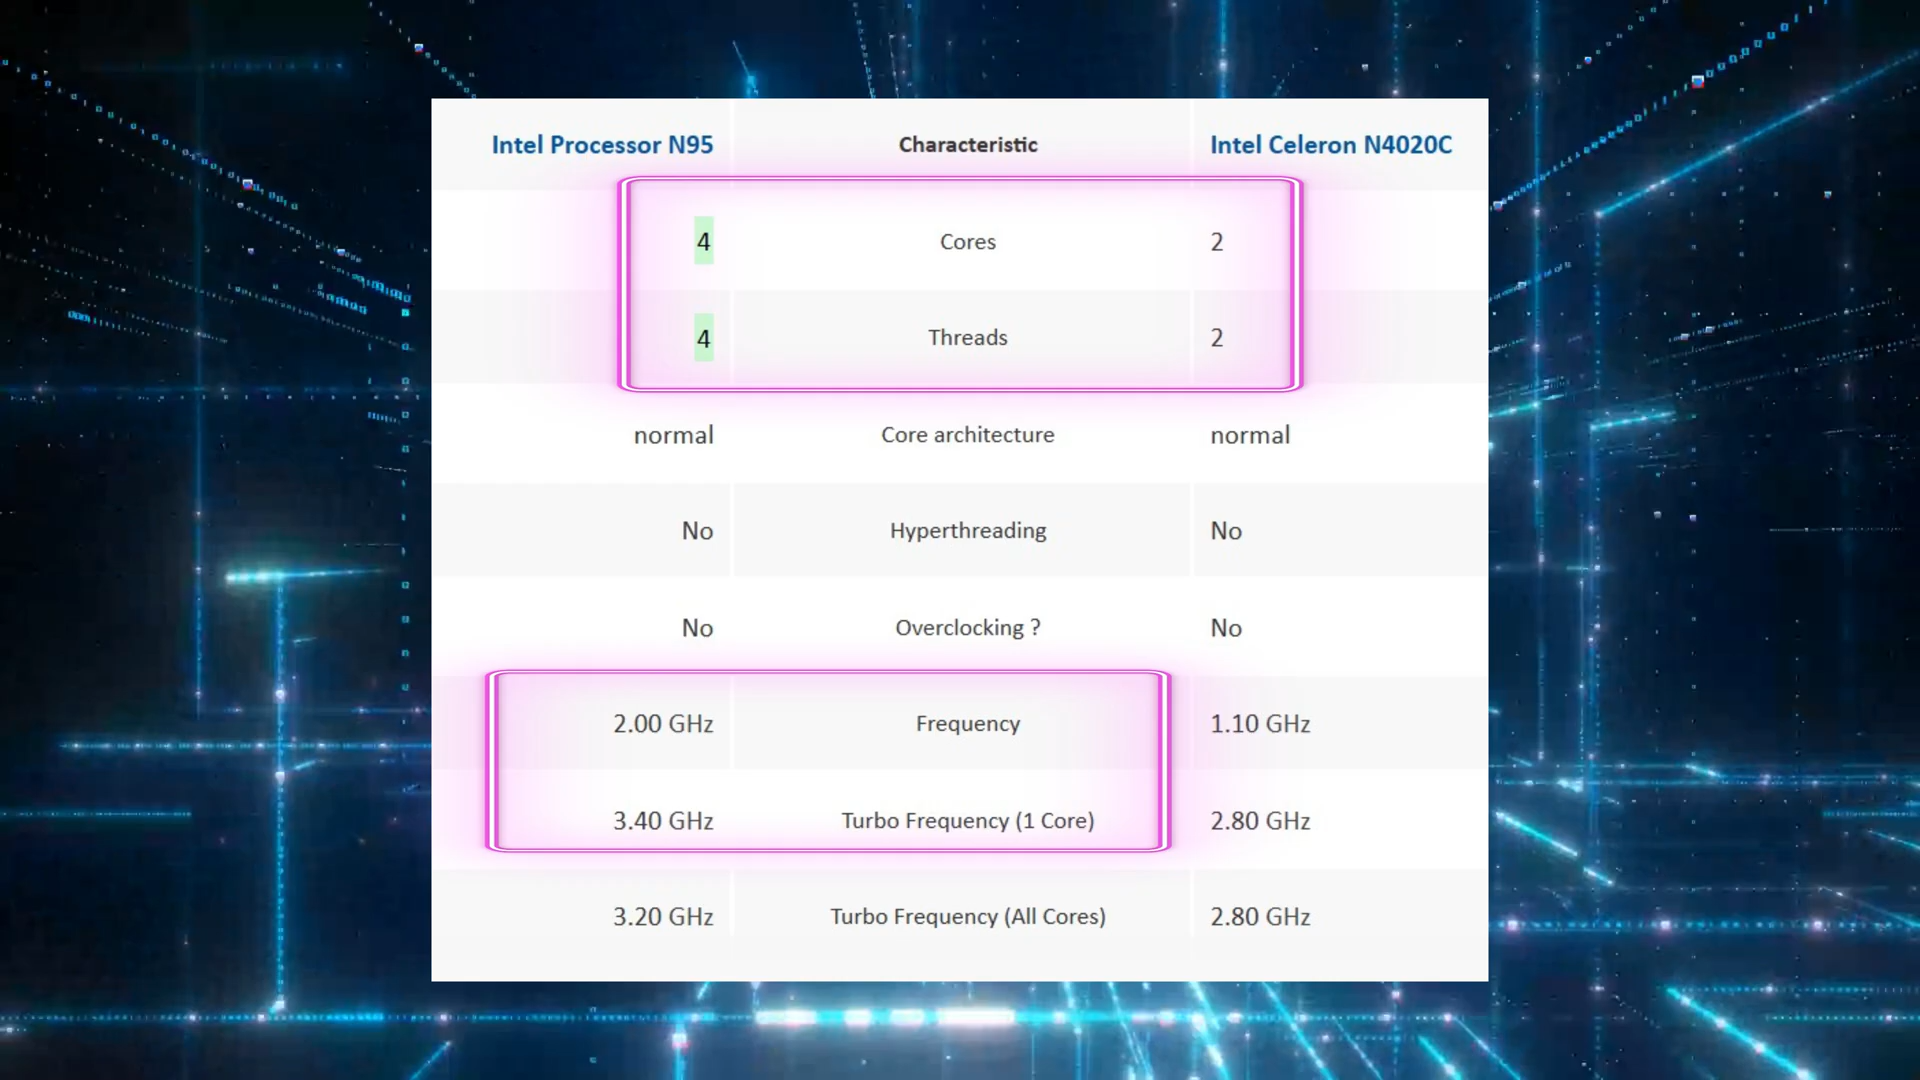 Intel Processor N95 Characteristic Intel Celeron N4020C
4 Cores 2
4 Threads 2
normal Core architecture normal
No Hyperthreading No
No Overclocking ? No
2.00 GHz Frequency 1.10 GHz
3.40 GHz Turbo Frequency (1 Core) 2.80 GHz
3.20 GHz Turbo Frequency (All Cores) 2.80 GHz